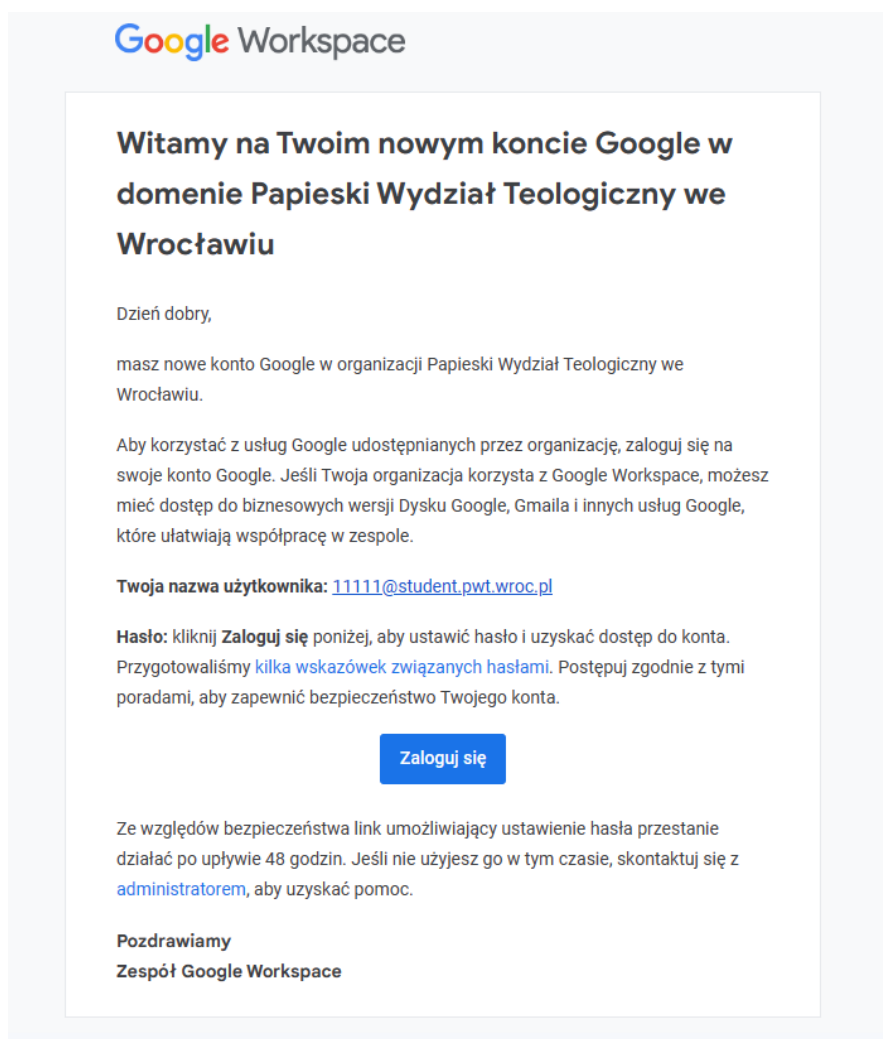 Google Workspace
Witamy na Twoim nowym koncie Google w
domenie Papieski Wydział Teologiczny we
Wrocławiu
Dzień dobry,
masz nowe konto Google w organizacji Papieski Wydział Teologiczny we
Wrocławiu.
Aby korzystać z usług Google udostępnianych przez organizację, zaloguj się na
swoje konto Google. Jeśli Twoja organizacja korzysta z Google Workspace, możesz
mieć dostęp do biznesowych wersji Dysku Google, Gmaila i innych usług Google,
które ułatwiają współpracę w zespole.
Twoja nazwa użytkownika: 11111@student.pwt.wroc.pl
Hasło: kliknij Zaloguj się poniżej, aby ustawić hasło i uzyskać dostęp do konta.
Przygotowaliśmy kilka wskazówek związanych hasłami. Postępuj zgodnie z tymi
poradami, aby zapewnić bezpieczeństwo Twojego konta.
Zaloguj się
Ze względów bezpieczeństwa link umożliwiający ustawienie hasła przestanie
działać po upływie 48 godzin. Jeśli nie użyjesz go w tym czasie, skontaktuj się z
administratorem, aby uzyskać pomoc.
Pozdrawiamy
Zespół Google Workspace